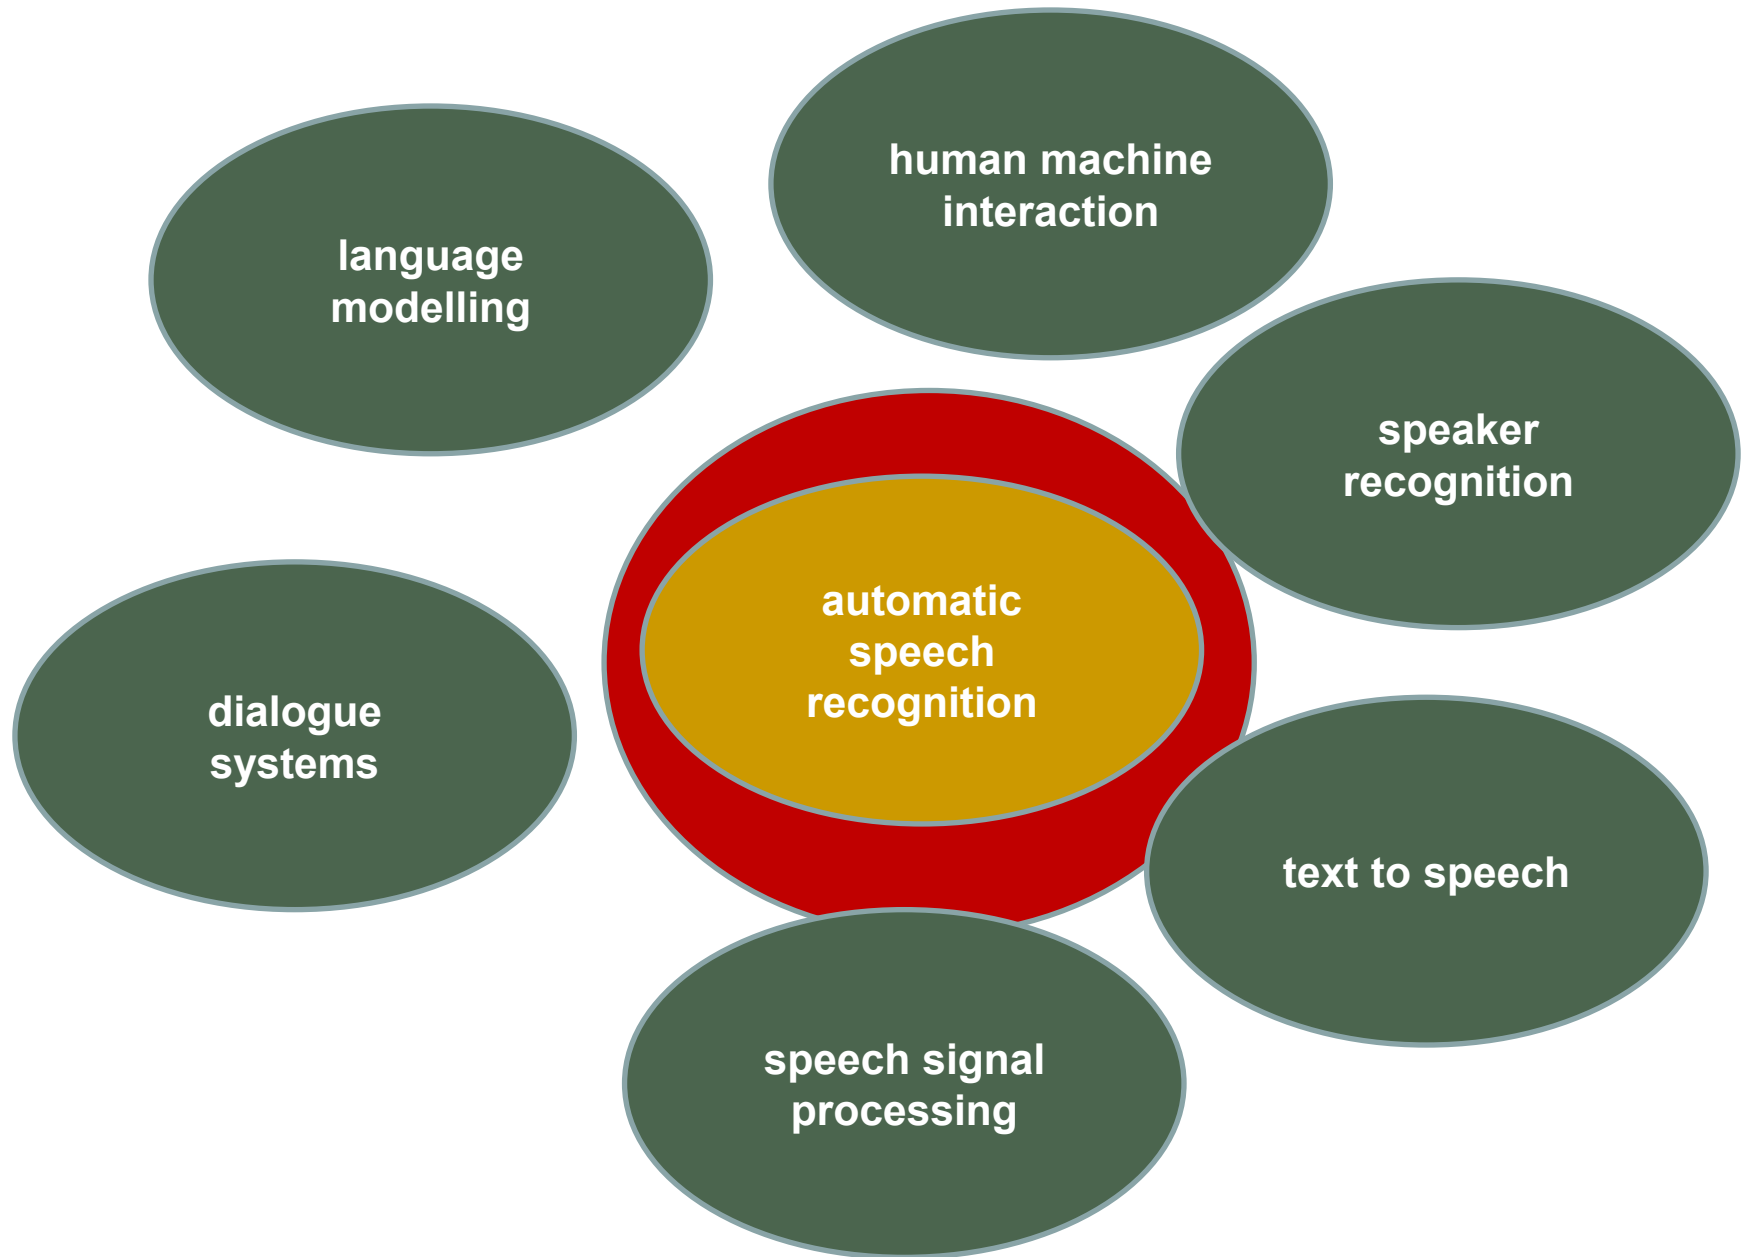 human machine
interaction
language
modelling
speaker
recognition
automatic
speech
recognition
dialogue
systems
text to speech
speech signal
processing